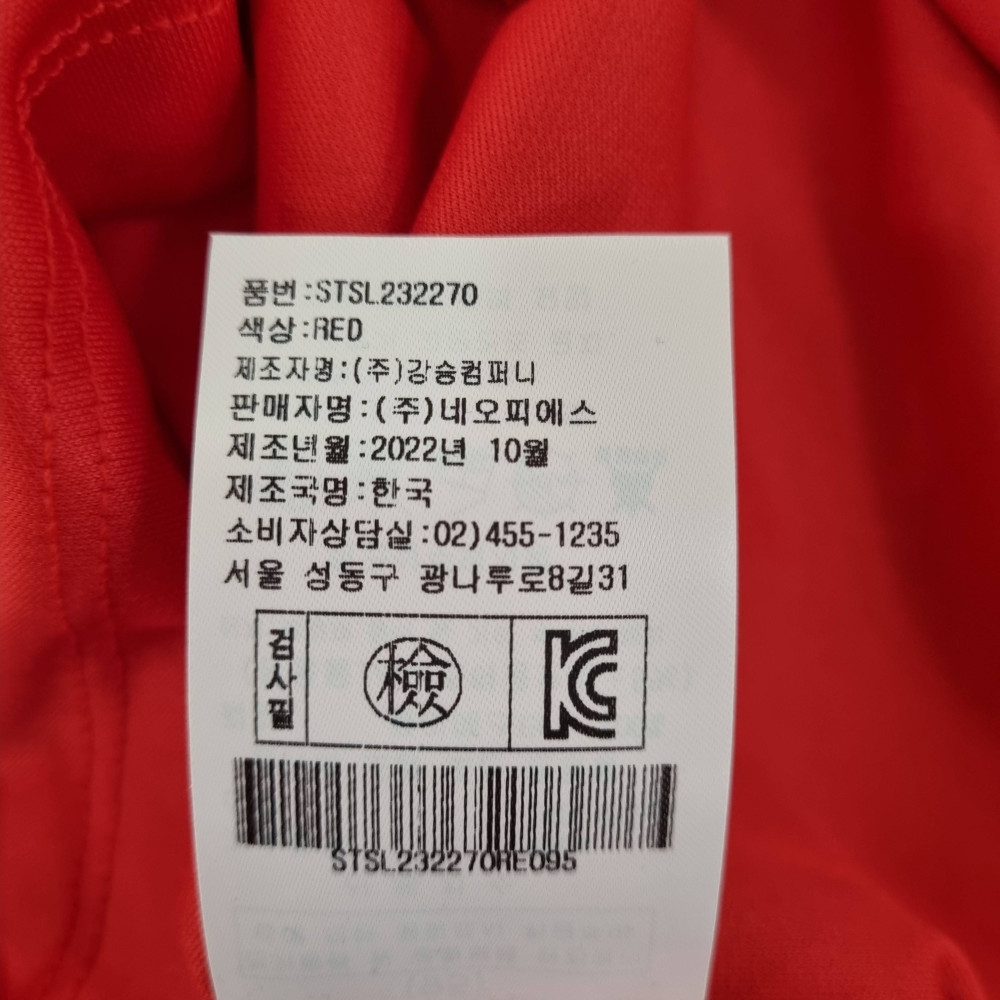 품번:STSL232270
색상:RED
제조자명:(주)강승컴퍼니
판매자명:(주)네오피에스
제조년월:2022년 10월
제조국명:한국
소비자상담실:02)455-1235
서울 성동구 광나루로8길31
검사필
檢
KC
STSL232270RE095